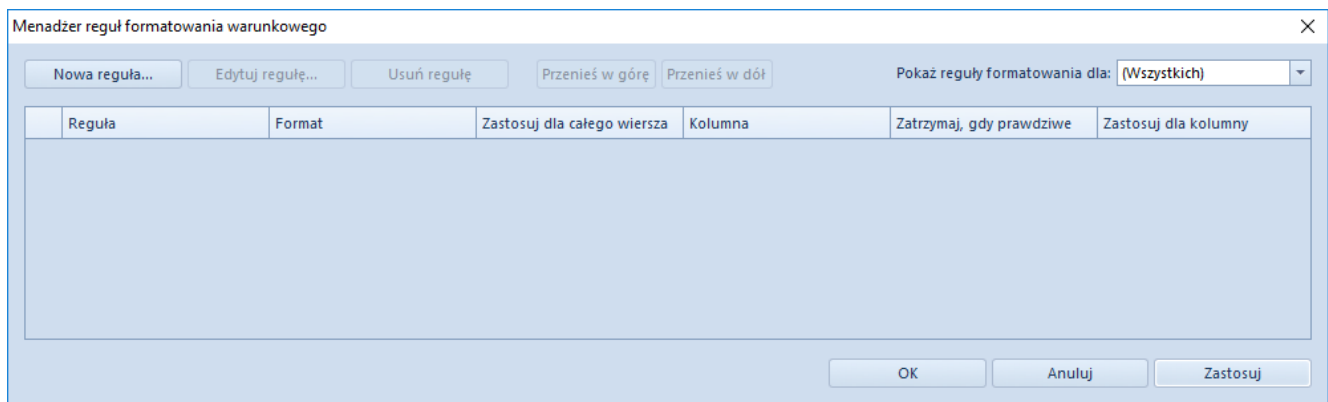 Menadżer reguł formatowania warunkowego
Nowa reguła... Edytuj regułę... Usuń regułę Przenieś w górę Przenieś w dół Pokaż reguły formatowania dla: (Wszystkich)
Reguła Format Zastosuj dla całego wiersza Kolumna Zatrzymaj, gdy prawdziwe Zastosuj dla kolumny
OK Anuluj Zastosuj